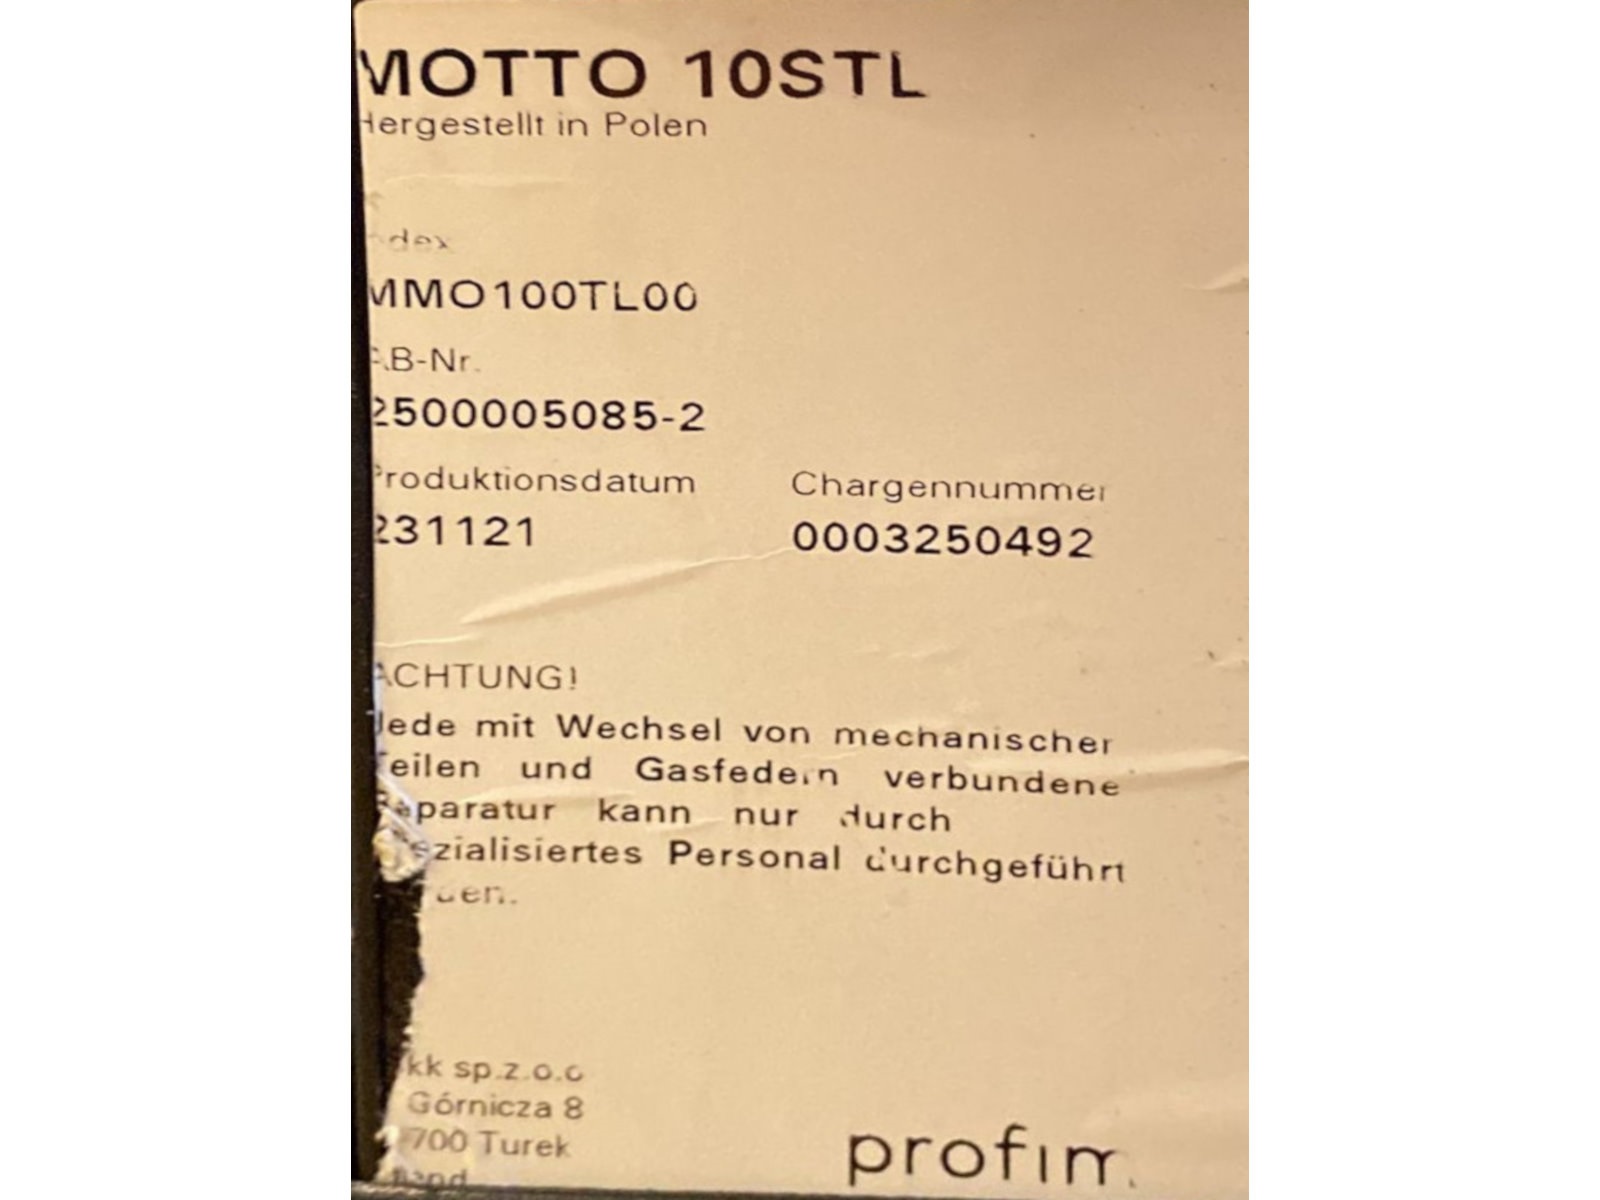 MOTTO 10STL
Hergestellt in Polen
Index
MMO100TL00
AB-Nr.
2500005085-2
Produktionsdatum Chargennummer
231121 0003250492
ACHTUNG!
Jede mit Wechsel von mechanischer
Teilen und Gasfedern verbundene
Reparatur kann nur durch
spezialisiertes Personal durchgeführt
kk sp.z.o.o
Górnicza 8
700 Turek
profim.